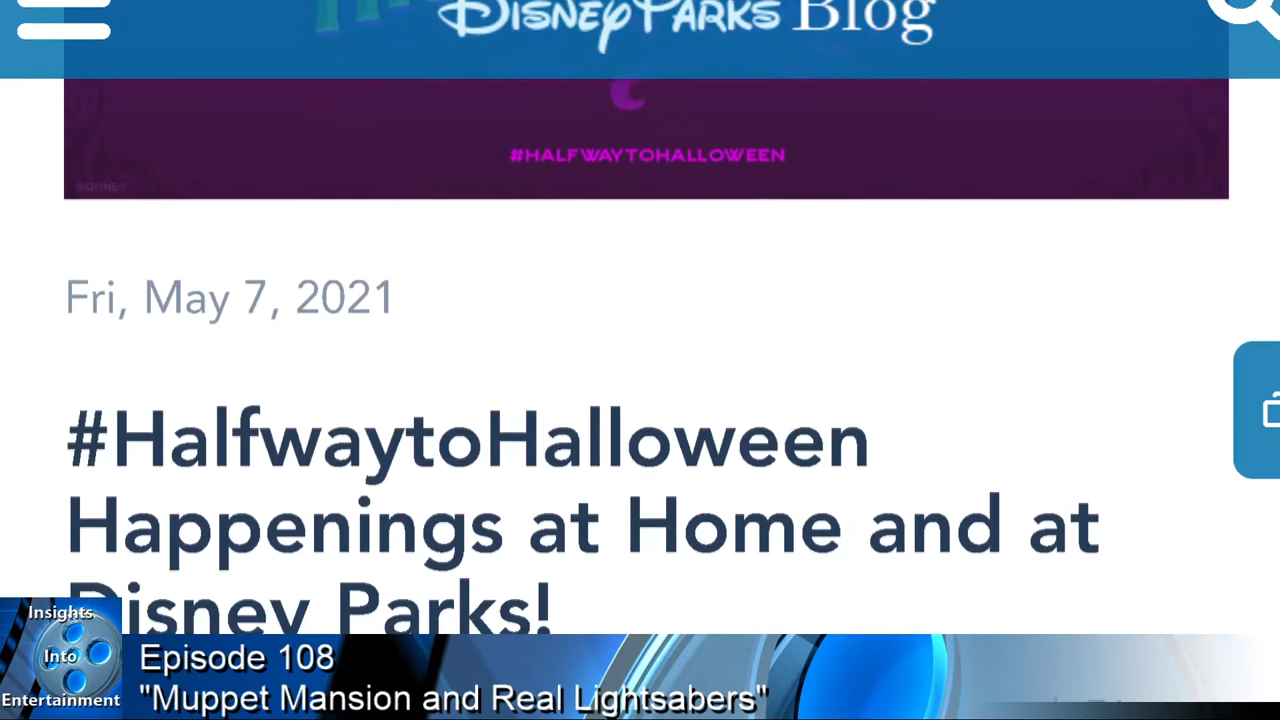 Disney Parks Blog
#HALFWAYTOHALLOWEEN
©DISNEY
Fri, May 7, 2021
#HalfwaytoHalloween
Happenings at Home and at
Disney Parks!
Insights
Into
Entertainment
Episode 108
"Muppet Mansion and Real Lightsabers"